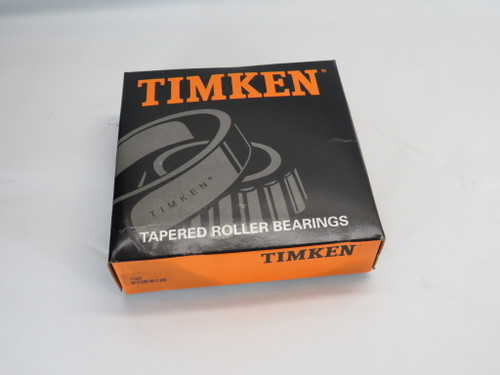 TIMKEN®
TIMKEN®
TAPERED ROLLER BEARINGS
TIMKEN